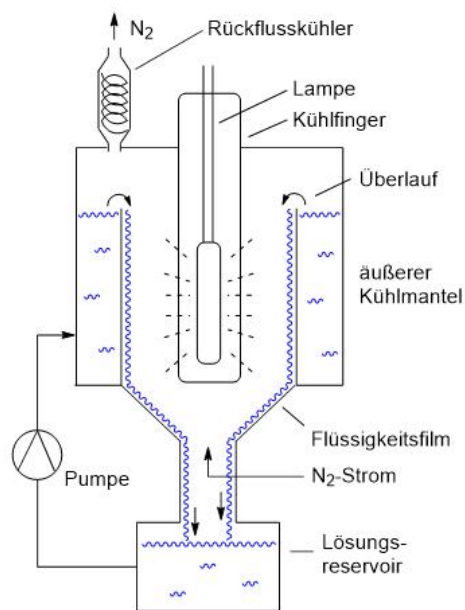 N2
Rückflusskühler
Lampe
Kühlfinger
Überlauf
äußerer
Kühlmantel
Flüssigkeitsfilm
Pumpe
N2-Strom
Lösungs-
reservoir